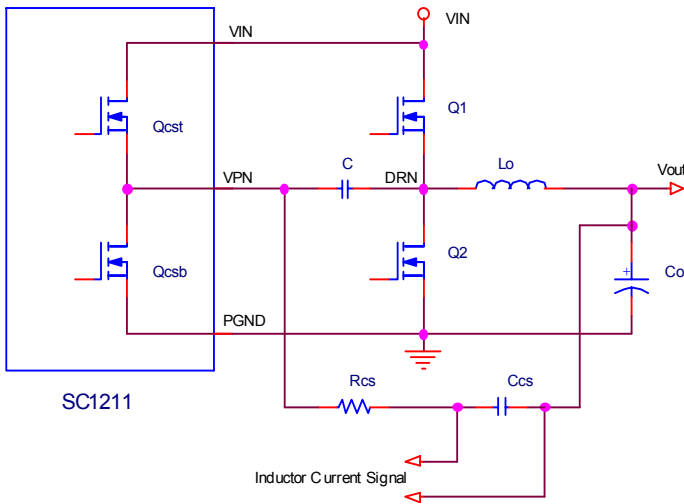 VIN
VIN
Qcst
Q1
C
Lo
VPN
DRN
Vout
Qcsb
Q2
+
Co
PGND
SC1211
Rcs
Ccs
Inductor Current Signal